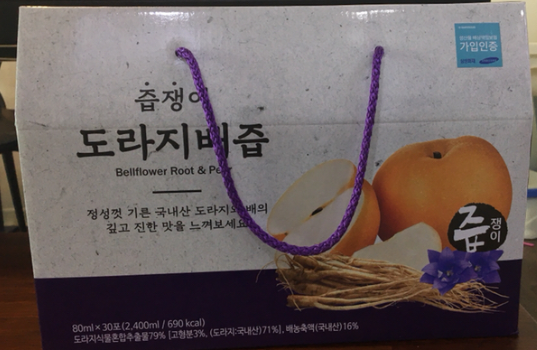 가입인증
즙쟁이
도라지배즙
Bellflower Root & Pear
정성껏 기른 국내산 도라지와 배의
깊고 진한 맛을 느껴보세요
즙쟁이
80ml×30포(2,400ml / 690 kcal)
도라지식물혼합추출물79% [고형분3%, (도라지:국내산)71%], 배농축액(국내산)16%